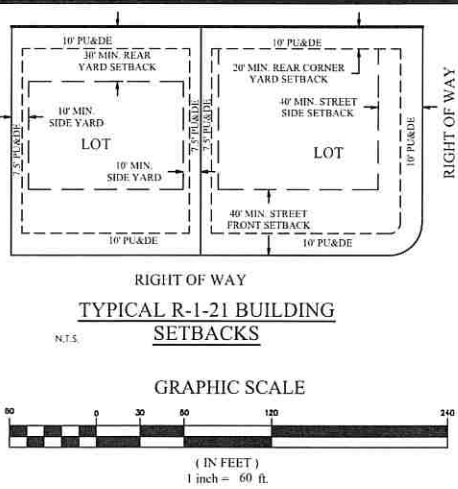 10' PU&DE
10' PU&DE
30' MIN. REAR
YARD SETBACK
20' MIN. REAR CORNER
YARD SETBACK
10' MIN.
SIDE YARD
40' MIN. STREET
SIDE SETBACK
LOT
LOT
7.5' PU&DE
7.5' PU&DE
7.5' PU&DE
10' PU&DE
RIGHT OF WAY
10' MIN.
SIDE YARD
40' MIN. STREET
FRONT SETBACK
10' PU&DE
10' PU&DE
RIGHT OF WAY
TYPICAL R-1-21 BUILDING
SETBACKS
N.T.S.
GRAPHIC SCALE
0 30 60 120 240
( IN FEET )
1 inch = 60 ft.